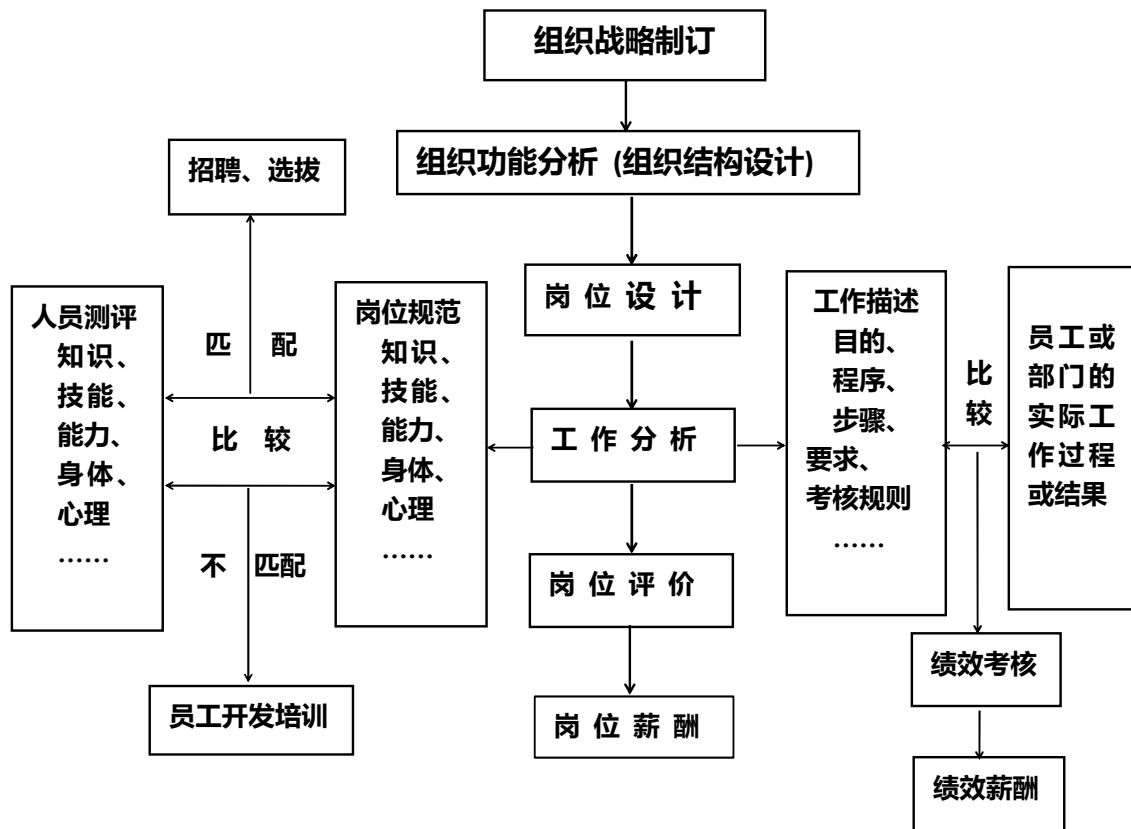 组织战略制订
组织功能分析 (组织结构设计)
招聘、选拔
岗 位 设 计
人员测评
知识、
技能、
能力、
身体、
心理
……
匹 配
比 较
不 匹配
岗位规范
知识、
技能、
能力、
身体、
心理
……
工 作 分 析
工作描述
目的、
程序、
步骤、
要求、
考核规则
……
比
较
员工或
部门的
实际工
作过程
或结果
岗 位 评 价
岗 位 薪 酬
员工开发培训
绩效考核
绩效薪酬